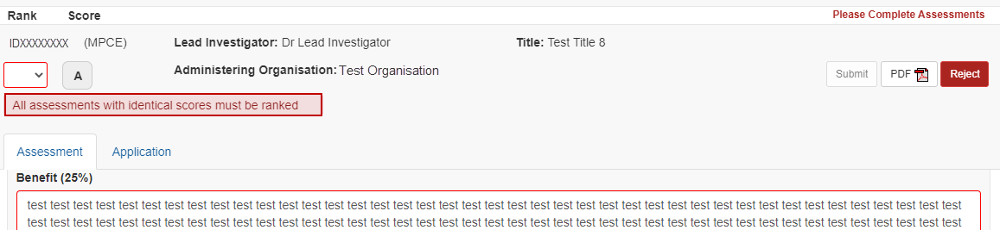 Rank Score Please Complete Assessments
IDXXXXXXXX (MPCE) Lead Investigator: Dr Lead Investigator Title: Test Title 8
A Administering Organisation: Test Organisation Submit PDF Reject
All assessments with identical scores must be ranked
Assessment Application
Benefit (25%)
test test test test test test test test test test test test test test test test test test test test test test test test test test test test test test test test test test test test test test test test test
test test test test test test test test test test test test test test test test test test test test test test test test test test test test test test test test test test test test test test test test test